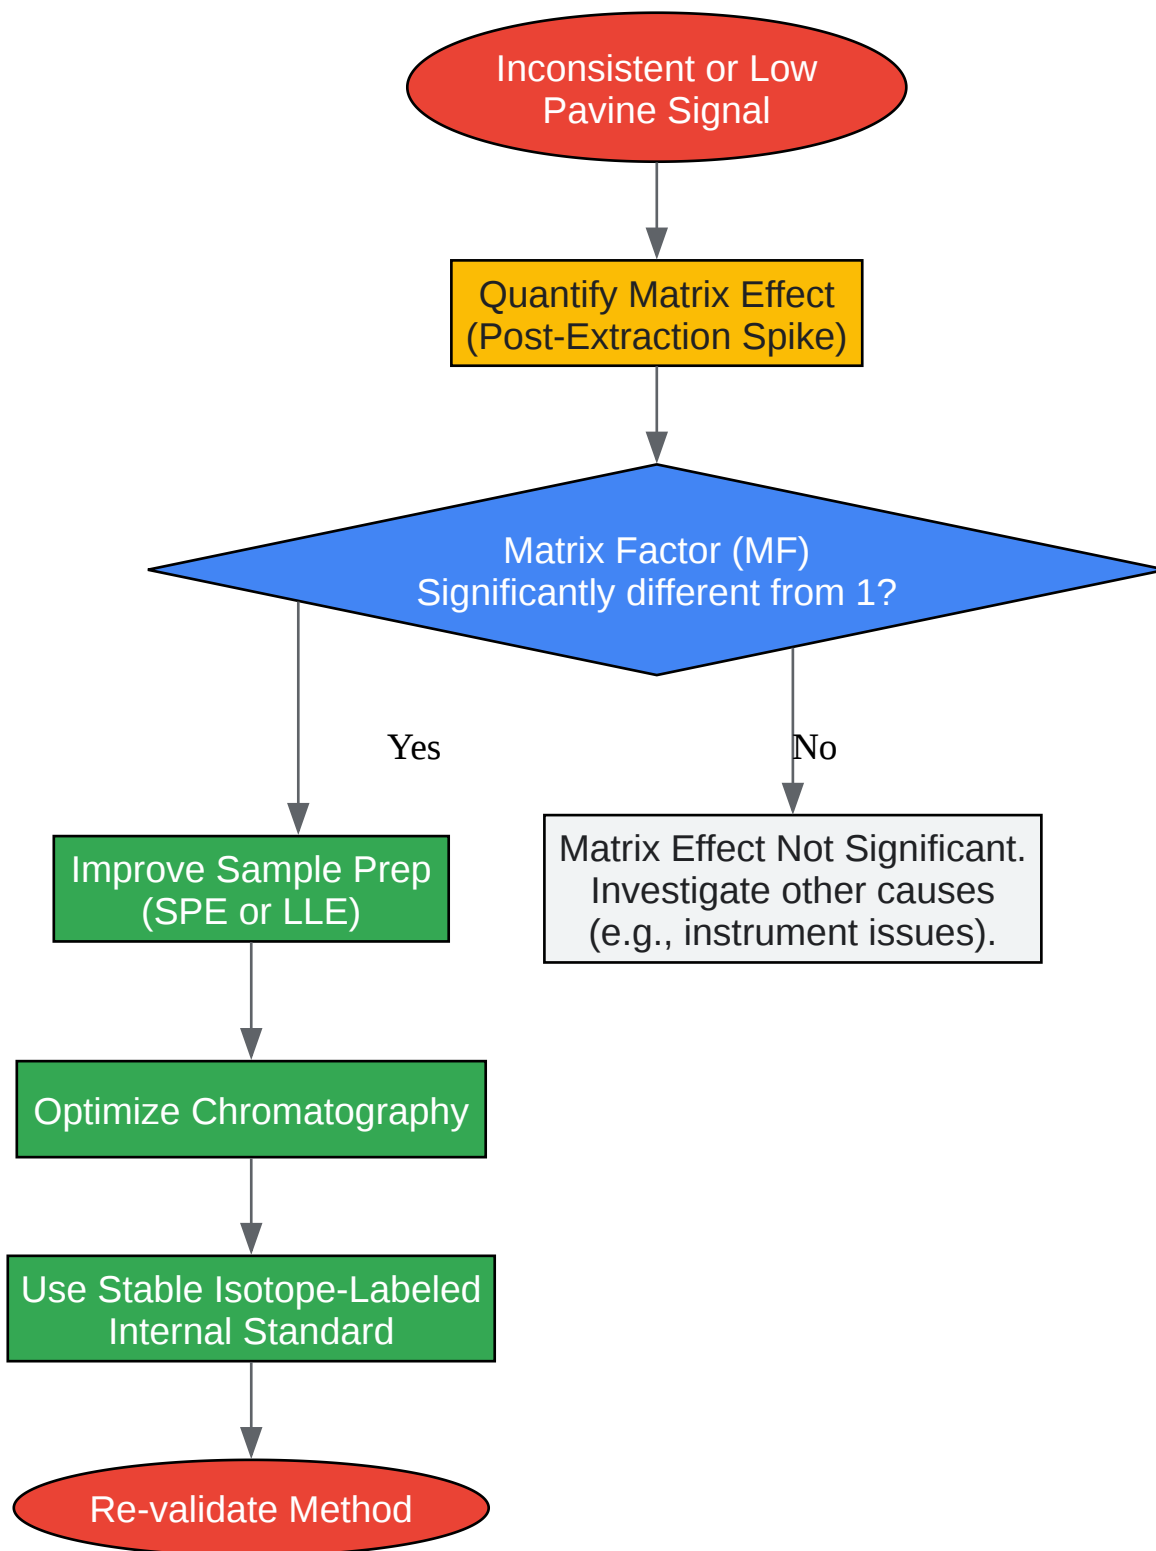 Inconsistent or Low
Pavine Signal
Quantify Matrix Effect
(Post-Extraction Spike)
Matrix Factor (MF)
Significantly different from 1?
Yes
No
Improve Sample Prep
(SPE or LLE)
Matrix Effect Not Significant.
Investigate other causes
(e.g., instrument issues).
Optimize Chromatography
Use Stable Isotope-Labeled
Internal Standard
Re-validate Method